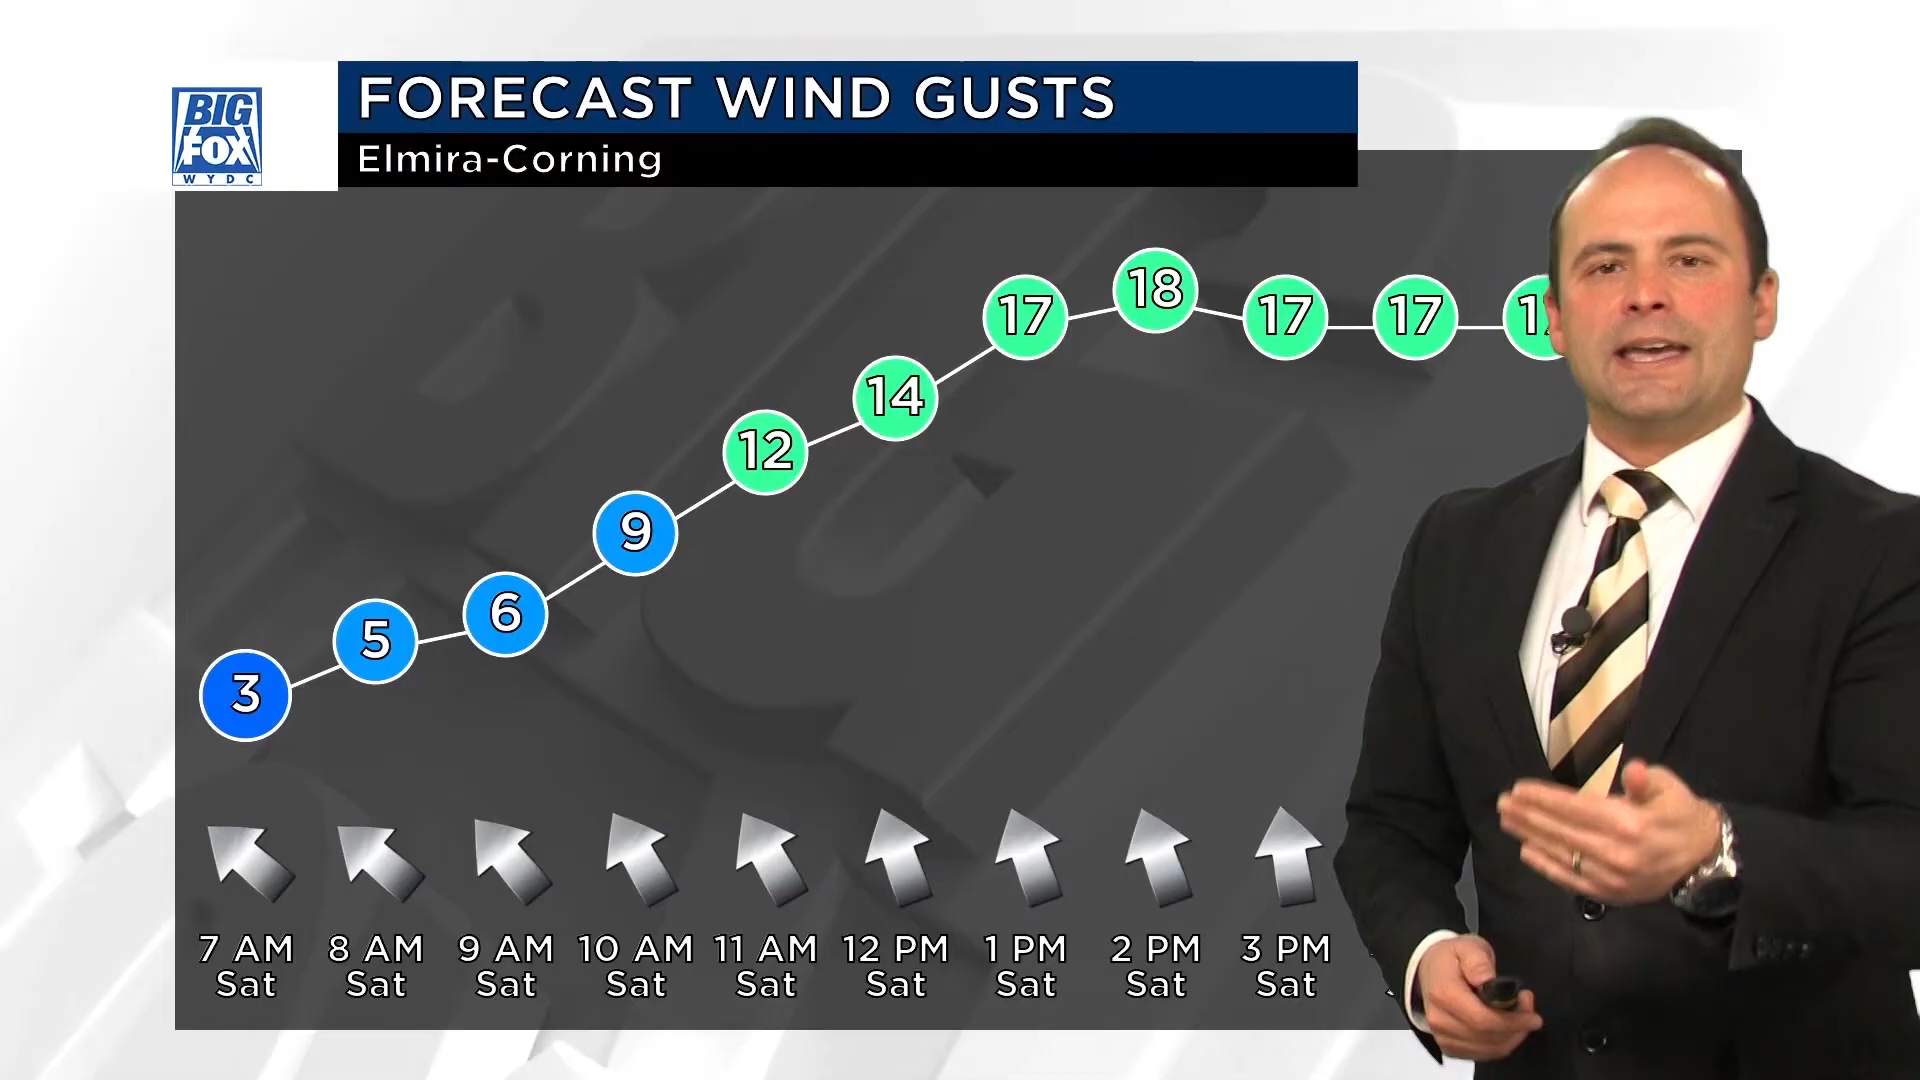 BIG
FOX
WYDC
FORECAST WIND GUSTS
Elmira-Corning
3 5 6 9 12 14 17 18 17 17
7 AM 8 AM 9 AM 10 AM 11 AM 12 PM 1 PM 2 PM 3 PM
Sat Sat Sat Sat Sat Sat Sat Sat Sat